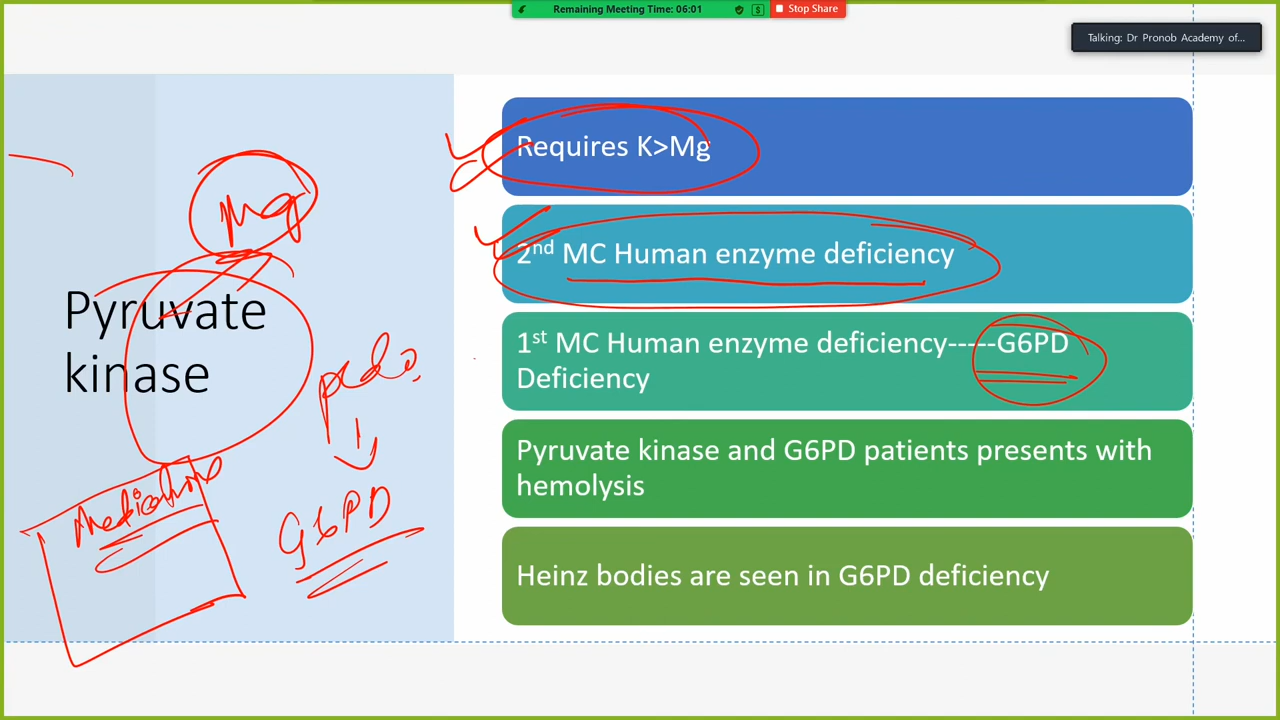 Remaining Meeting Time: 06:01
Stop Share
Talking: Dr Pronob Academy of...
Requires K>Mg
Mg
2nd MC Human enzyme deficiency
Pyruvate
kinase
1st MC Human enzyme deficiency-----G6PD
Deficiency
Pyruvate kinase and G6PD patients presents with
hemolysis
G6PD
Heinz bodies are seen in G6PD deficiency